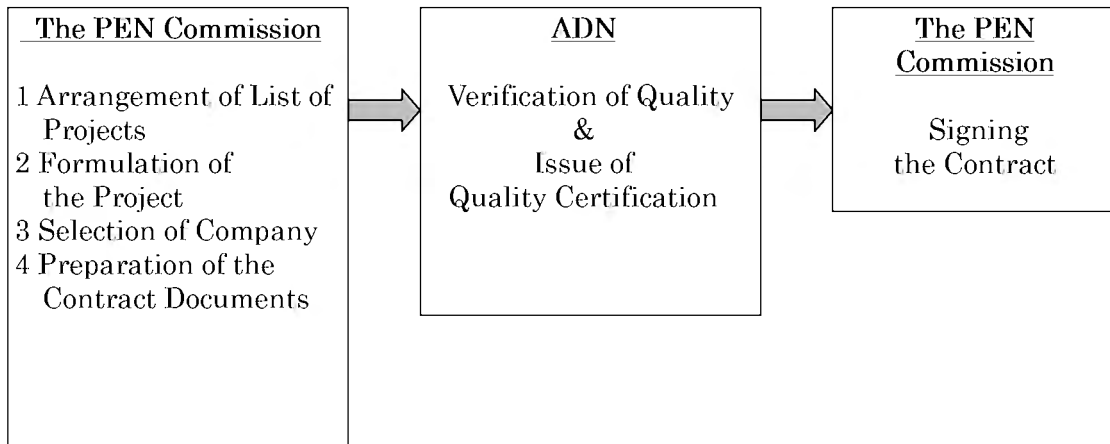 The PEN Commission
1 Arrangement of List of
Projects
2 Formulation of
the Project
3 Selection of Company
4 Preparation of the
Contract Documents
ADN
Verification of Quality
&
Issue of
Quality Certification
The PEN
Commission
Signing
the Contract